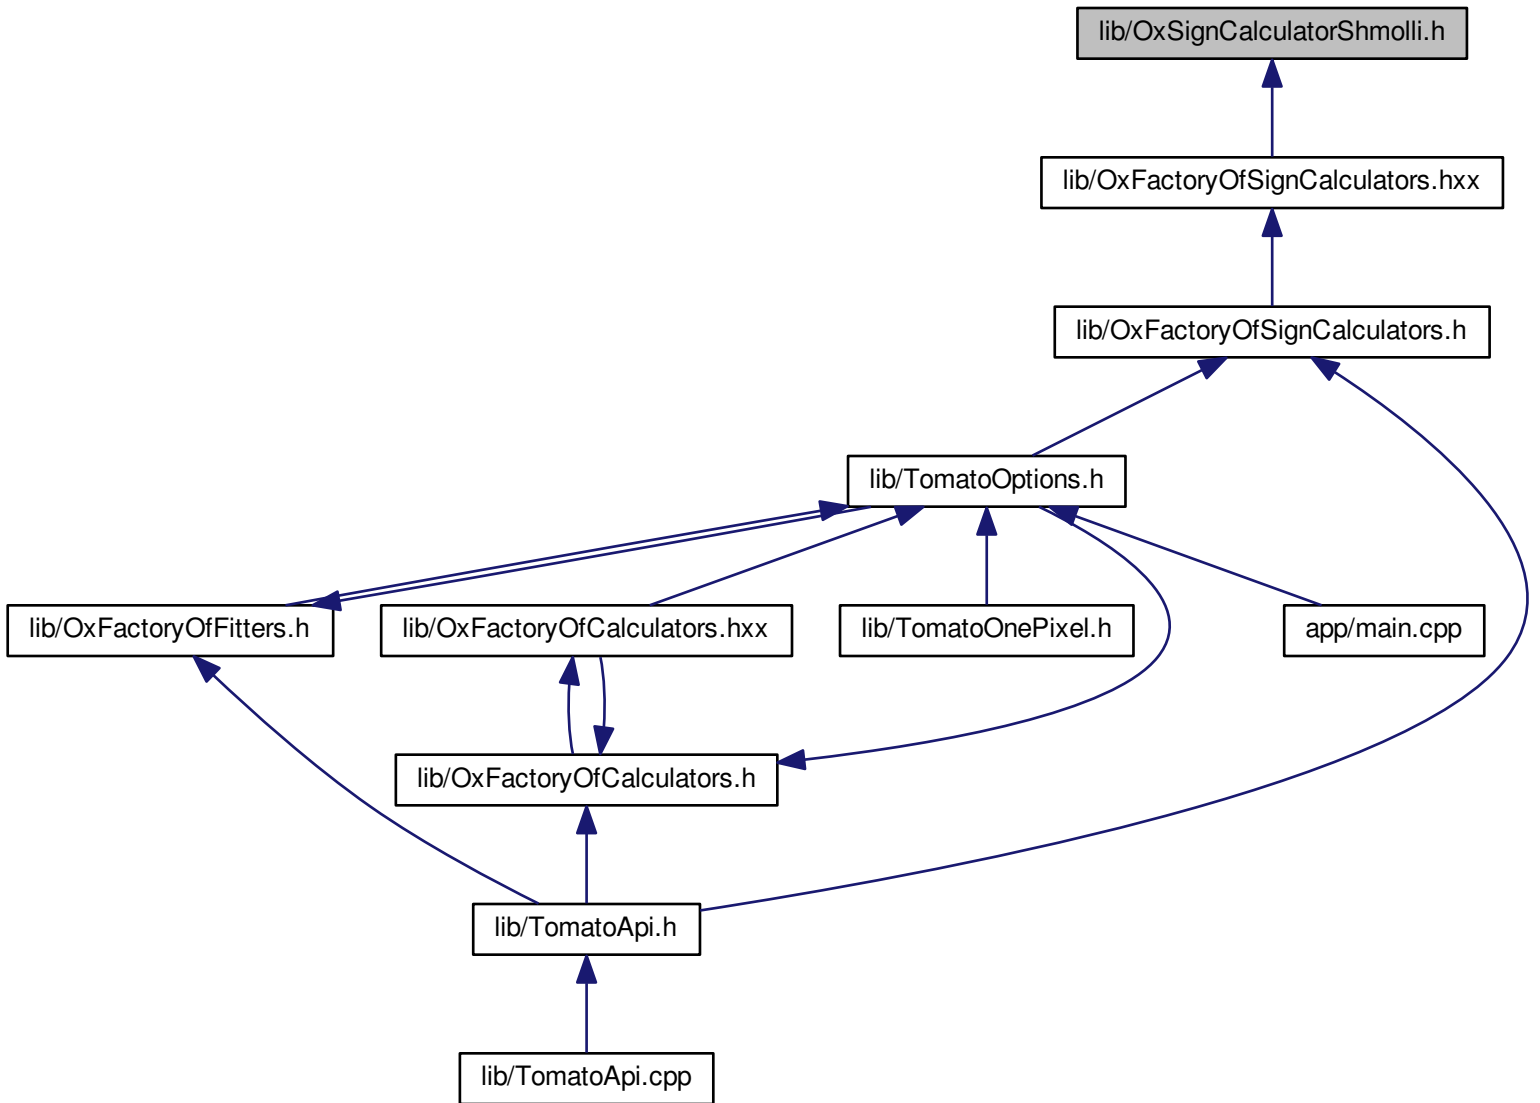 lib/OxSignCalculatorShmolli.h
lib/OxFactoryOfSignCalculators.hxx
lib/OxFactoryOfSignCalculators.h
lib/TomatoOptions.h
lib/OxFactoryOfFitters.h
lib/OxFactoryOfCalculators.hxx
lib/TomatoOnePixel.h
app/main.cpp
lib/OxFactoryOfCalculators.h
lib/TomatoApi.h
lib/TomatoApi.cpp